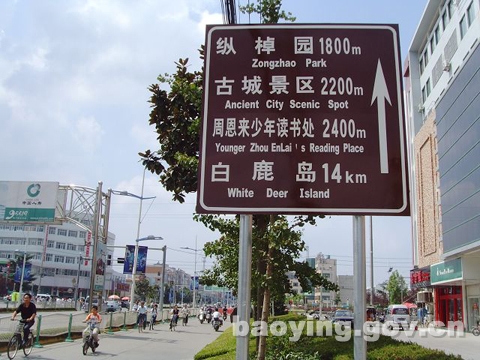 纵棹园 1800m
Zongzhao Park
古城景区 2200m
Ancient City Scenic Spot
周恩来少年读书处 2400m
Younger Zhou EnLai's Reading Place
白鹿岛 14km
White Deer Island
baoying.gov.cn